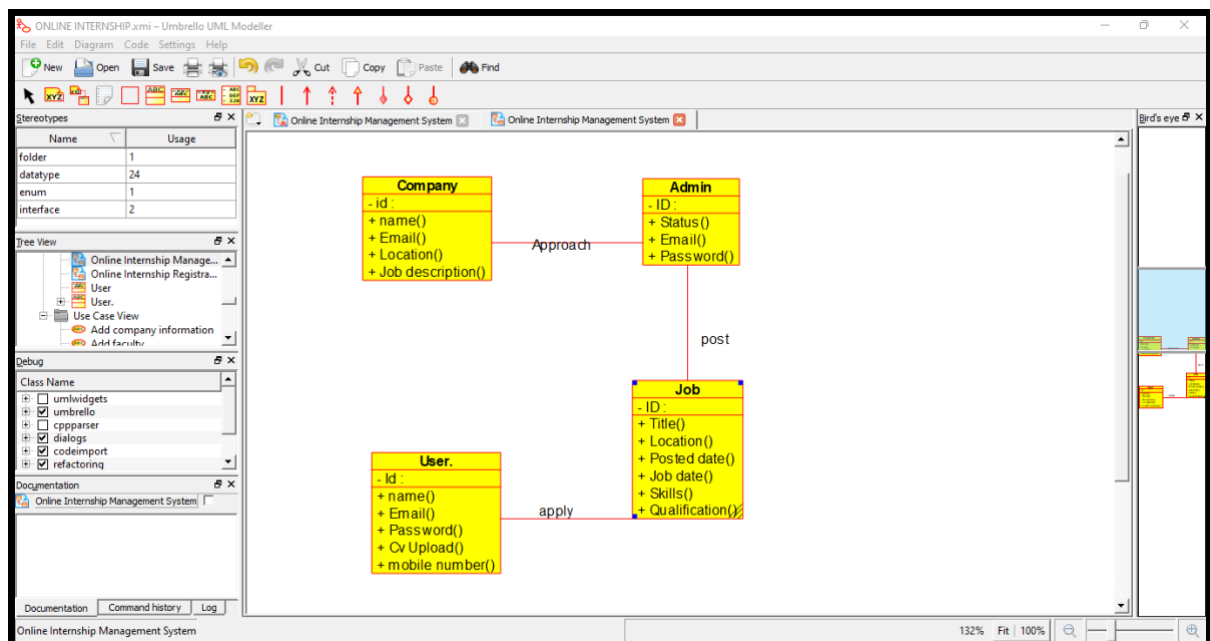 ONLINE INTERNSHIP.xmi – Umbrello UML Modeller
File Edit Diagram Code Settings Help
New Open Save Cut Copy Paste Find
Stereotypes
Name Usage
folder 1
datatype 24
enum 1
interface 2
Tree View
Online Internship Manage...
Online Internship Registra...
User
User.
Use Case View
Add company information
Add faculty
Debug
Class Name
umlwidgets
umbrello
cppparser
dialogs
codeimport
refactoring
Documentation
Online Internship Management System
Documentation Command history Log
Online Internship Management System
Online Internship Management System Online Internship Management System
Company
- id :
+ name()
+ Email()
+ Location()
+ Job description()
Approach
Admin
- ID :
+ Status()
+ Email()
+ Password()
post
Job
- ID :
+ Title()
+ Location()
+ Posted date()
+ Job date()
+ Skills()
+ Qualification()
User.
- Id :
+ name()
+ Email()
+ Password()
+ Cv Upload()
+ mobile number()
apply
Bird's eye
132% Fit 100%